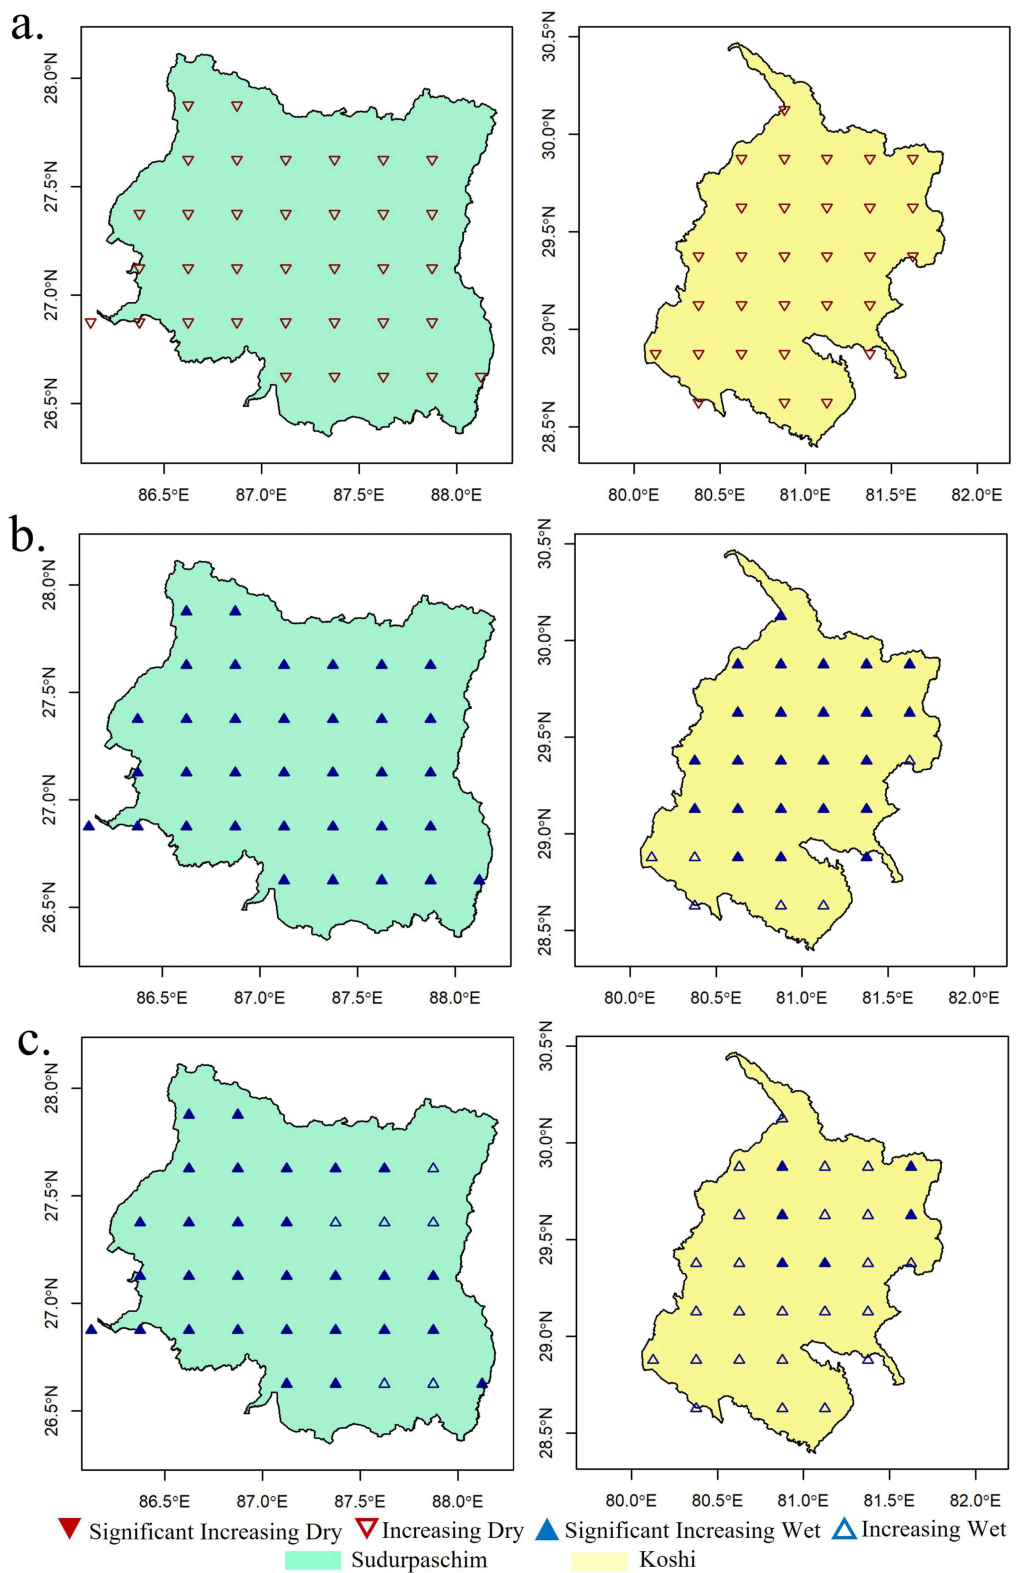 a.
28.0°N
27.5°N
27.0°N
26.5°N
86.5°E 87.0°E 87.5°E 88.0°E
30.5°N
30.0°N
29.5°N
29.0°N
28.5°N
80.0°E 80.5°E 81.0°E 81.5°E 82.0°E
b.
28.0°N
27.5°N
27.0°N
26.5°N
86.5°E 87.0°E 87.5°E 88.0°E
30.5°N
30.0°N
29.5°N
29.0°N
28.5°N
80.0°E 80.5°E 81.0°E 81.5°E 82.0°E
c.
28.0°N
27.5°N
27.0°N
26.5°N
86.5°E 87.0°E 87.5°E 88.0°E
30.5°N
30.0°N
29.5°N
29.0°N
28.5°N
80.0°E 80.5°E 81.0°E 81.5°E 82.0°E
Significant Increasing Dry Increasing Dry Significant Increasing Wet Increasing Wet
Sudurpaschim Koshi